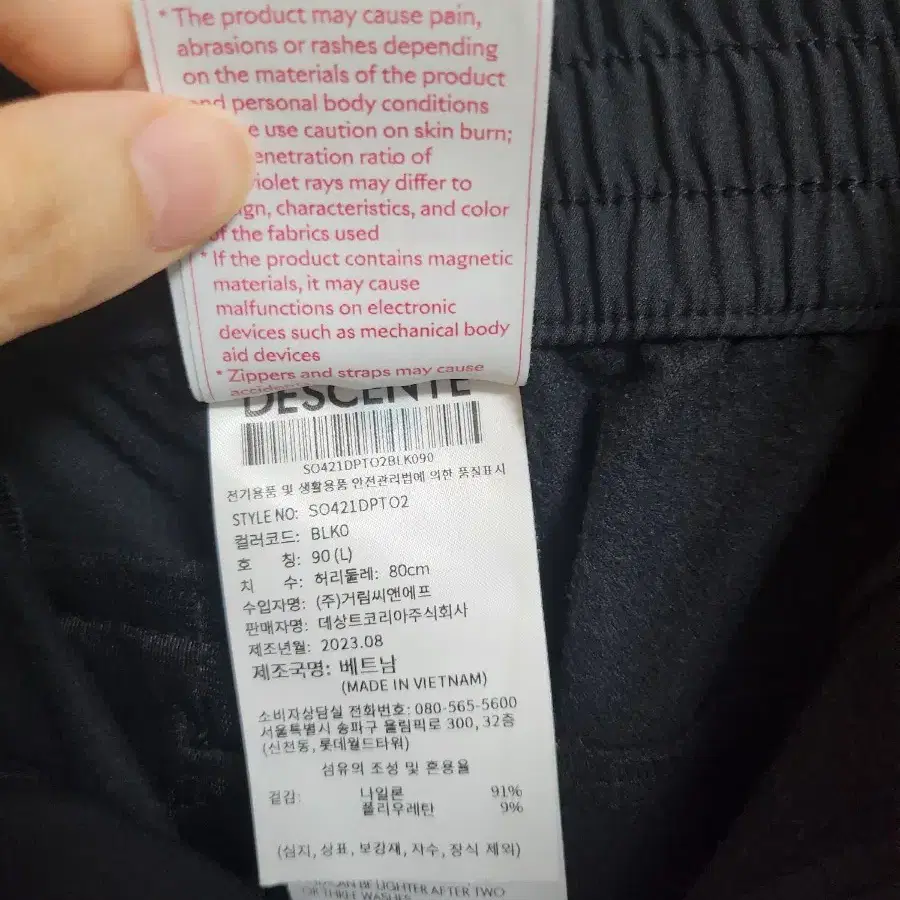 * The product may cause pain,
abrasions or rashes depending
on the materials of the product
and personal body conditions
e use caution on skin burn;
enetration ratio of
violet rays may differ to
ign, characteristics, and color
of the fabrics used
* If the product contains magnetic
materials, it may cause
malfunctions on electronic
devices such as mechanical body
aid devices
* Zippers and straps may cause
DESCENTE
SO421DPTO2BLK090
전기용품 및 생활용품 안전관리법에 의한 품질표시
STYLE NO: SO421DPTO2
컬러코드: BLK0
호 칭: 90 (L)
치 수: 허리둘레: 80cm
수입자명: (주)거림씨앤에프
판매자명: 데상트코리아주식회사
제조년월: 2023.08
제조국명: 베트남
(MADE IN VIETNAM)
소비자상담실 전화번호: 080-565-5600
서울특별시 송파구 올림픽로 300, 32층
(신천동, 롯데월드타워)
섬유의 조성 및 혼용율
겉감: 나일론 91%
폴리우레탄 9%
(심지, 상표, 보강재, 자수, 장식 제외)
CAN BE LIGHTER AFTER TWO
OR THREE WASHES